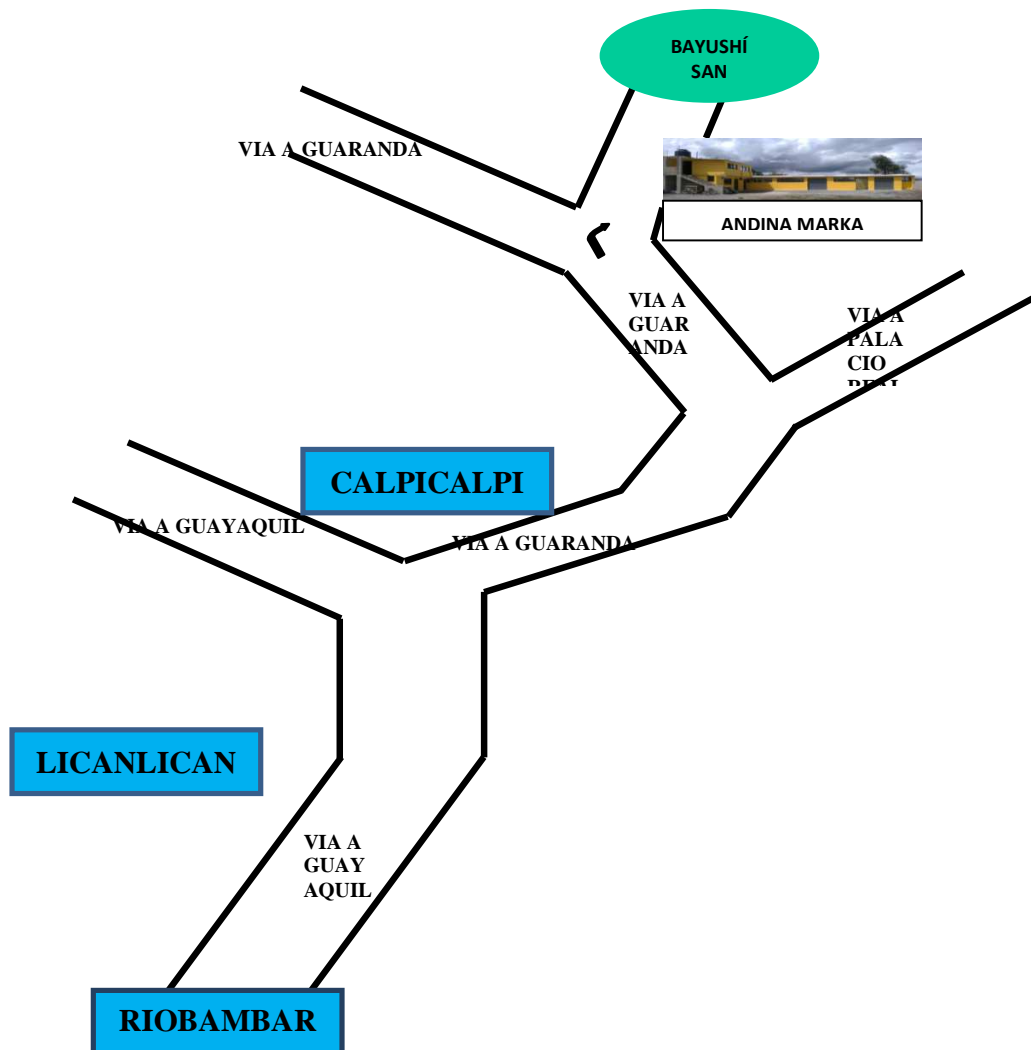 BAYUSHÍ
SAN
VIA A GUARANDA
ANDINA MARKA
VIA A
GUAR
ANDA
VIA A
PALA
CIO
CALPICALPI
VIA A GUAYAQUIL
VIA A GUARANDA
LICANLICAN
VIA A
GUAY
AQUIL
RIOBAMBAR